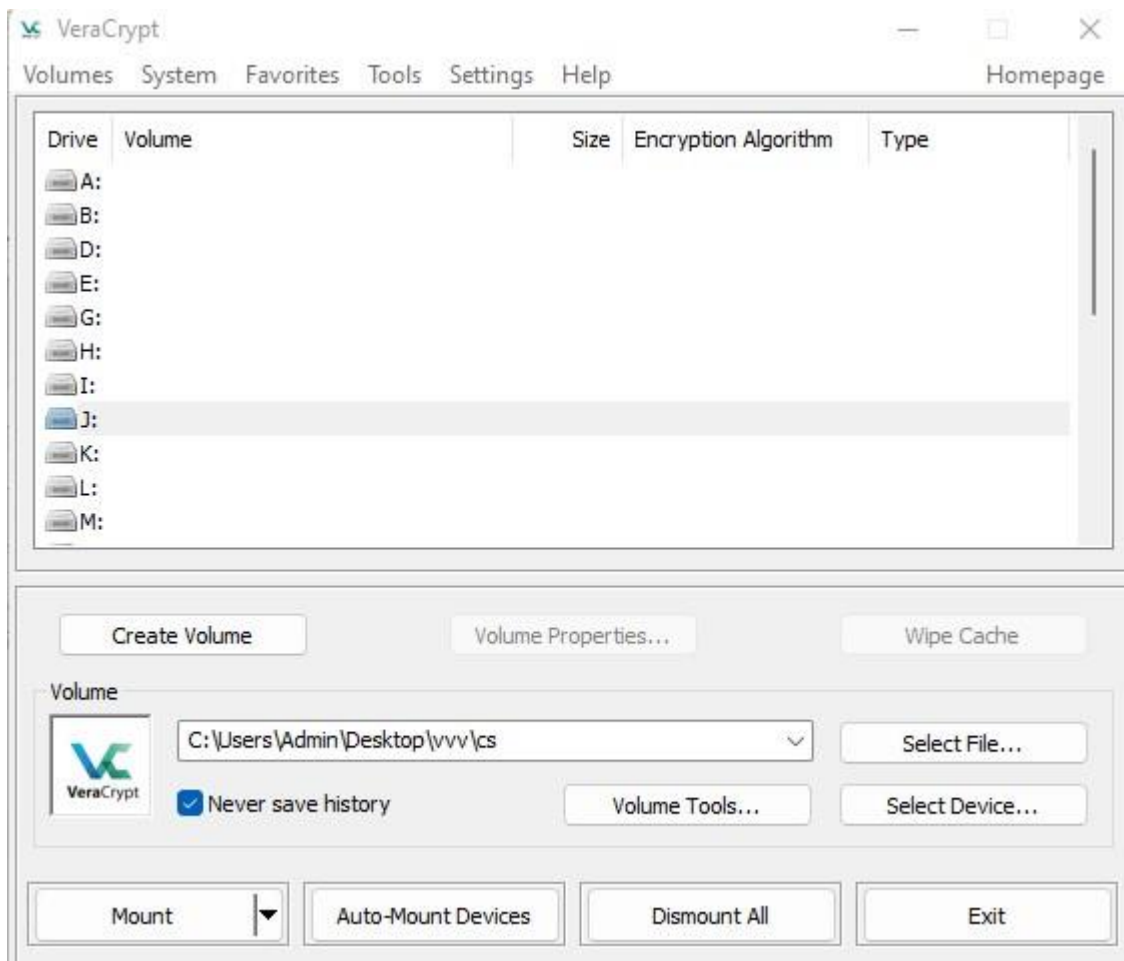 VeraCrypt
Volumes System Favorites Tools Settings Help Homepage
Drive Volume Size Encryption Algorithm Type
A:
B:
D:
E:
G:
H:
I:
J:
K:
L:
M:
Create Volume Volume Properties... Wipe Cache
Volume
C:\Users\Admin\Desktop\vvv\cs Select File...
VeraCrypt
Never save history Volume Tools... Select Device...
Mount Auto-Mount Devices Dismount All Exit